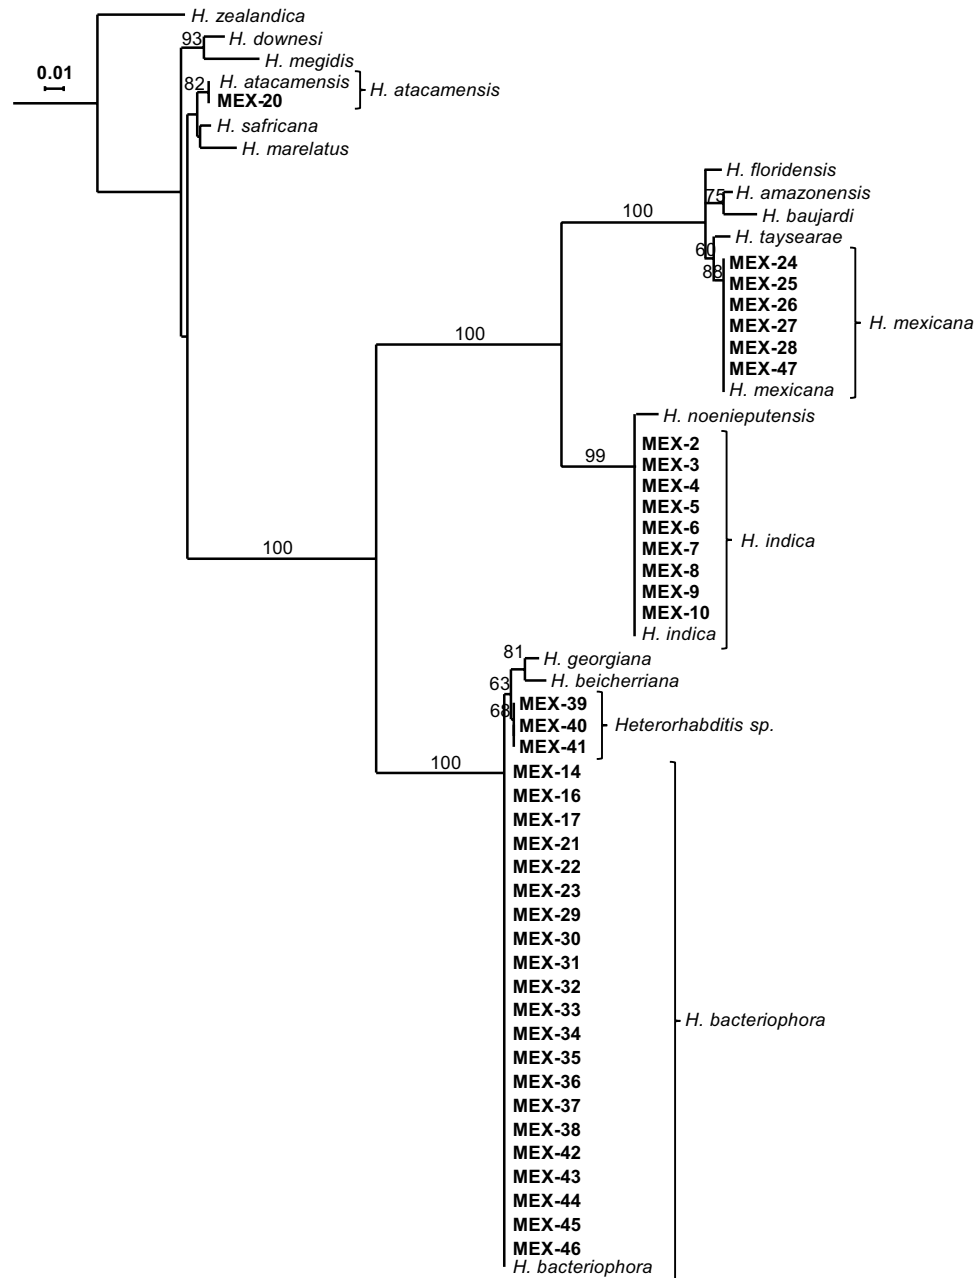 H. zealandica
93
H. downesi
H. megidis
0.01
82
H. atacamensis
H. atacamensis
MEX-20
H. safricana
H. marelatus
H. floridensis
75
H. amazonensis
100
H. baujardi
H. taysearae
60
MEX-24
88
MEX-25
MEX-26
MEX-27
H. mexicana
100
MEX-28
MEX-47
H. mexicana
H. noenieputensis
MEX-2
99
MEX-3
MEX-4
MEX-5
MEX-6
H. indica
MEX-7
100
MEX-8
MEX-9
MEX-10
H. indica
81
H. georgiana
H. beicherriana
63
MEX-39
68
MEX-40
Heterorhabditis sp.
MEX-41
100
MEX-14
MEX-16
MEX-17
MEX-21
MEX-22
MEX-23
MEX-29
MEX-30
MEX-31
MEX-32
MEX-33
H. bacteriophora
MEX-34
MEX-35
MEX-36
MEX-37
MEX-38
MEX-42
MEX-43
MEX-44
MEX-45
MEX-46
H. bacteriophora